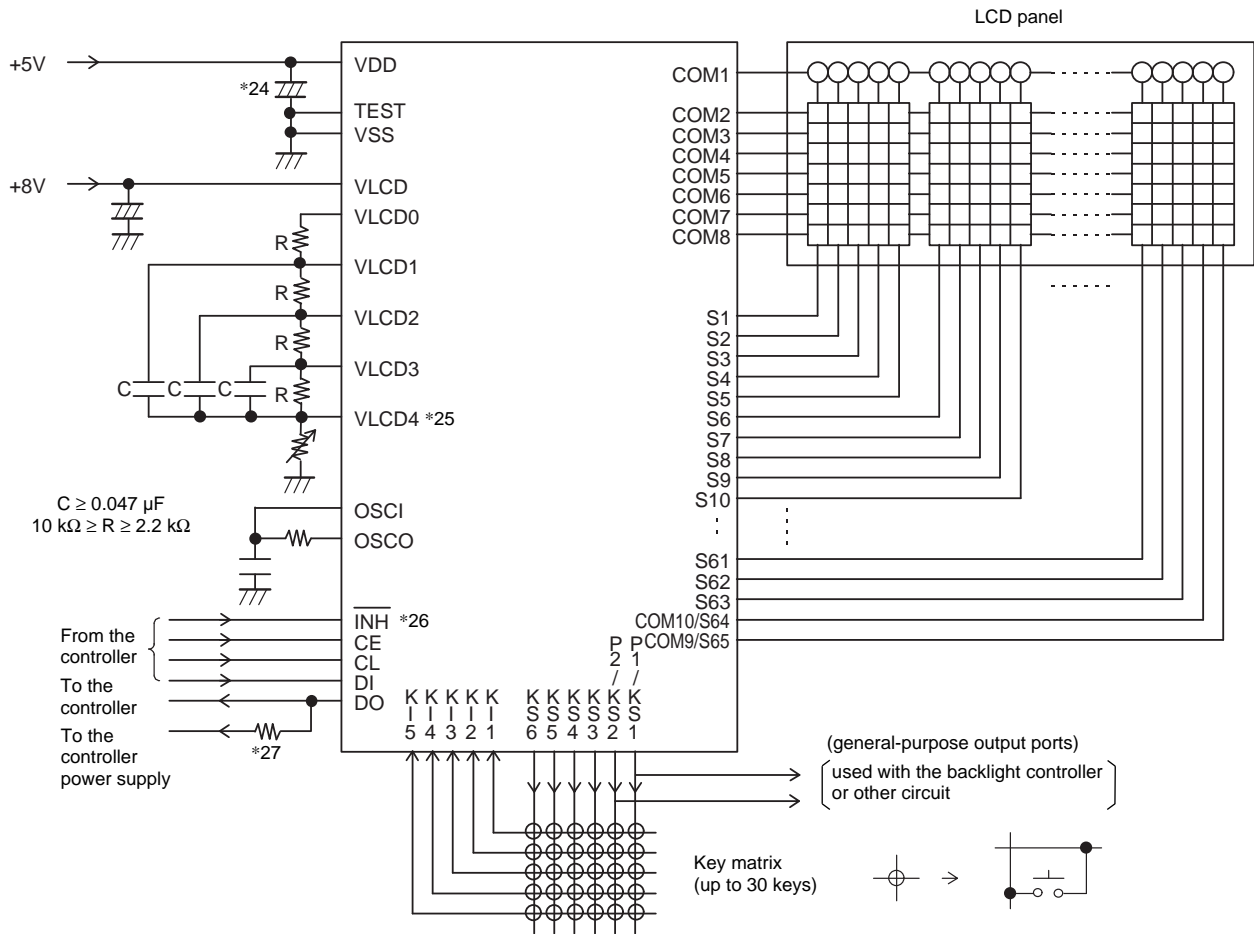 LCD panel
+5V
*24
VDD
TEST
VSS
+8V
VLCD
VLCD0
R
VLCD1
R
VLCD2
R
VLCD3
C
C
C
R
VLCD4 *25
C ≥ 0.047 µF
10 kΩ ≥ R ≥ 2.2 kΩ
OSCI
OSCO
INH *26
From the
controller
CE
CL
DI
To the
controller
DO
To the
controller
power supply
*27
COM1
COM2
COM3
COM4
COM5
COM6
COM7
COM8
S1
S2
S3
S4
S5
S6
S7
S8
S9
S10
S61
S62
S63
COM10/S64
COM9/S65
KI5
KI4
KI3
KI2
KI1
KS6
KS5
KS4
KS3
P2/KS2
P1/KS1
(general-purpose output ports)
used with the backlight controller
or other circuit
Key matrix
(up to 30 keys)